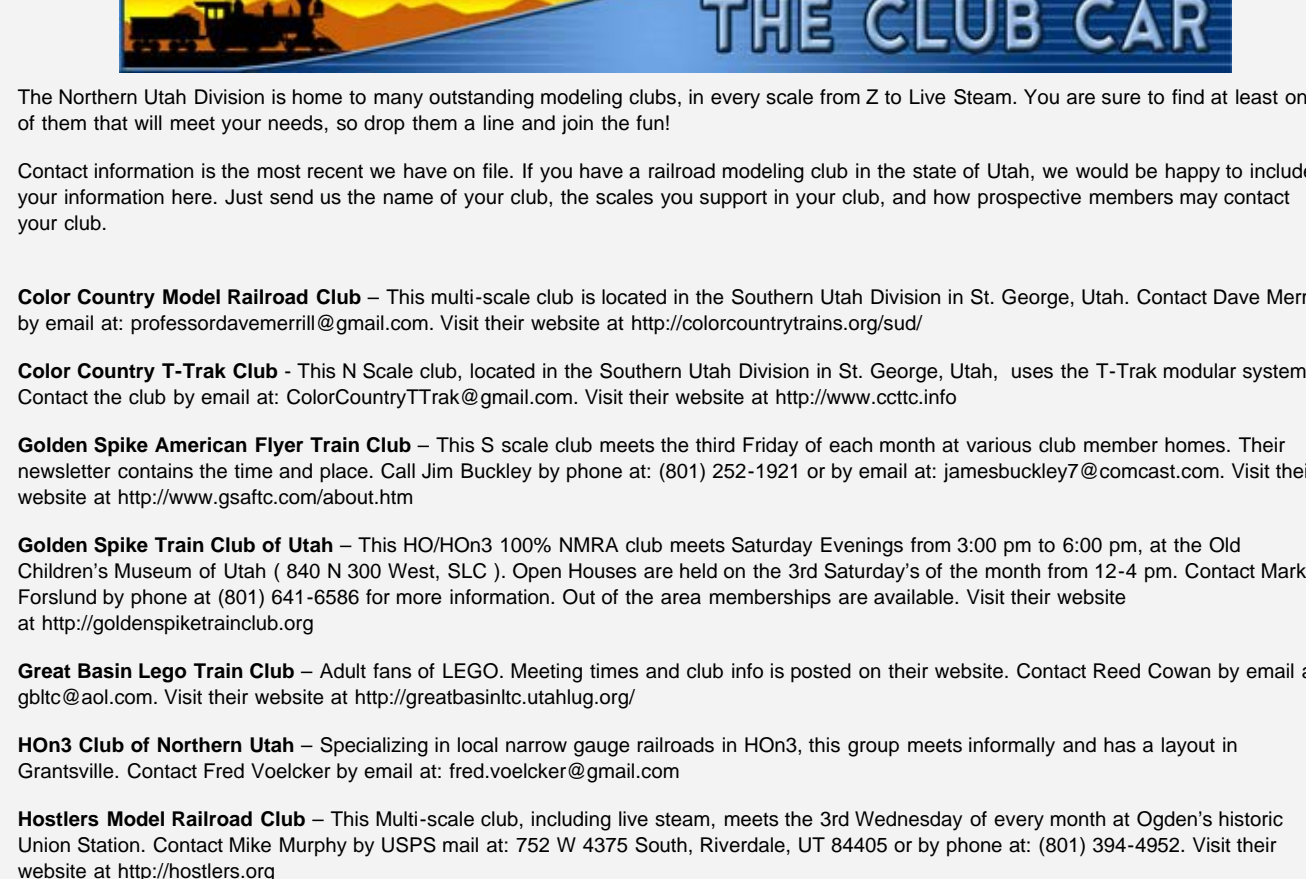 THE CLUB CAR
The Northern Utah Division is home to many outstanding modeling clubs, in every scale from Z to Live Steam. You are sure to find at least on
of them that will meet your needs, so drop them a line and join the fun!
Contact information is the most recent we have on file. If you have a railroad modeling club in the state of Utah, we would be happy to include
your information here. Just send us the name of your club, the scales you support in your club, and how prospective members may contact
your club.
Color Country Model Railroad Club – This multi-scale club is located in the Southern Utah Division in St. George, Utah. Contact Dave Merr
by email at: professordavemerrill@gmail.com. Visit their website at http://colorcountrytrains.org/sud/
Color Country T-Trak Club - This N Scale club, located in the Southern Utah Division in St. George, Utah,  uses the T-Trak modular system
Contact the club by email at: ColorCountryTTrak@gmail.com. Visit their website at http://www.ccttc.info
Golden Spike American Flyer Train Club – This S scale club meets the third Friday of each month at various club member homes. Their
newsletter contains the time and place. Call Jim Buckley by phone at: (801) 252-1921 or by email at: jamesbuckley7@comcast.com. Visit thei
website at http://www.gsaftc.com/about.htm
Golden Spike Train Club of Utah – This HO/HOn3 100% NMRA club meets Saturday Evenings from 3:00 pm to 6:00 pm, at the Old
Children's Museum of Utah ( 840 N 300 West, SLC ). Open Houses are held on the 3rd Saturday's of the month from 12-4 pm. Contact Mark
Forslund by phone at (801) 641-6586 for more information. Out of the area memberships are available. Visit their website
at http://goldenspiketrainclub.org
Great Basin Lego Train Club – Adult fans of LEGO. Meeting times and club info is posted on their website. Contact Reed Cowan by email a
gbltc@aol.com. Visit their website at http://greatbasinltc.utahlug.org/
HOn3 Club of Northern Utah – Specializing in local narrow gauge railroads in HOn3, this group meets informally and has a layout in
Grantsville. Contact Fred Voelcker by email at: fred.voelcker@gmail.com
Hostlers Model Railroad Club – This Multi-scale club, including live steam, meets the 3rd Wednesday of every month at Ogden's historic
Union Station. Contact Mike Murphy by USPS mail at: 752 W 4375 South, Riverdale, UT 84405 or by phone at: (801) 394-4952. Visit their
website at http://hostlers.org